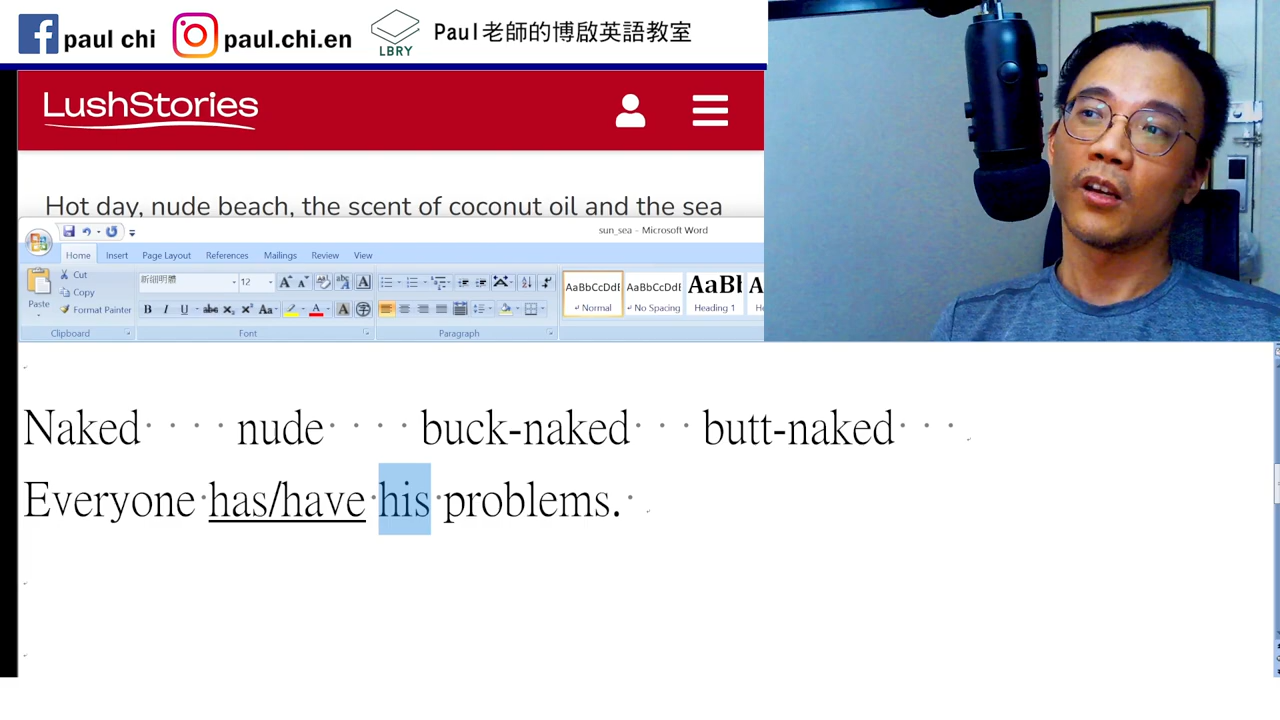 paul chi
paul.chi.en
LBRY
Paul老師的博啟英語教室
LushStories
Hot day, nude beach, the scent of coconut oil and the sea
sun_sea - Microsoft Word
Home Insert Page Layout References Mailings Review View
Paste
Cut
Copy
Format Painter
Clipboard
新細明體 12
Font
Paragraph
AaBbCcDdE AaBbCcDdE AaBb
Normal No Spacing Heading 1
Naked nude buck-naked butt-naked
Everyone has/have his problems.